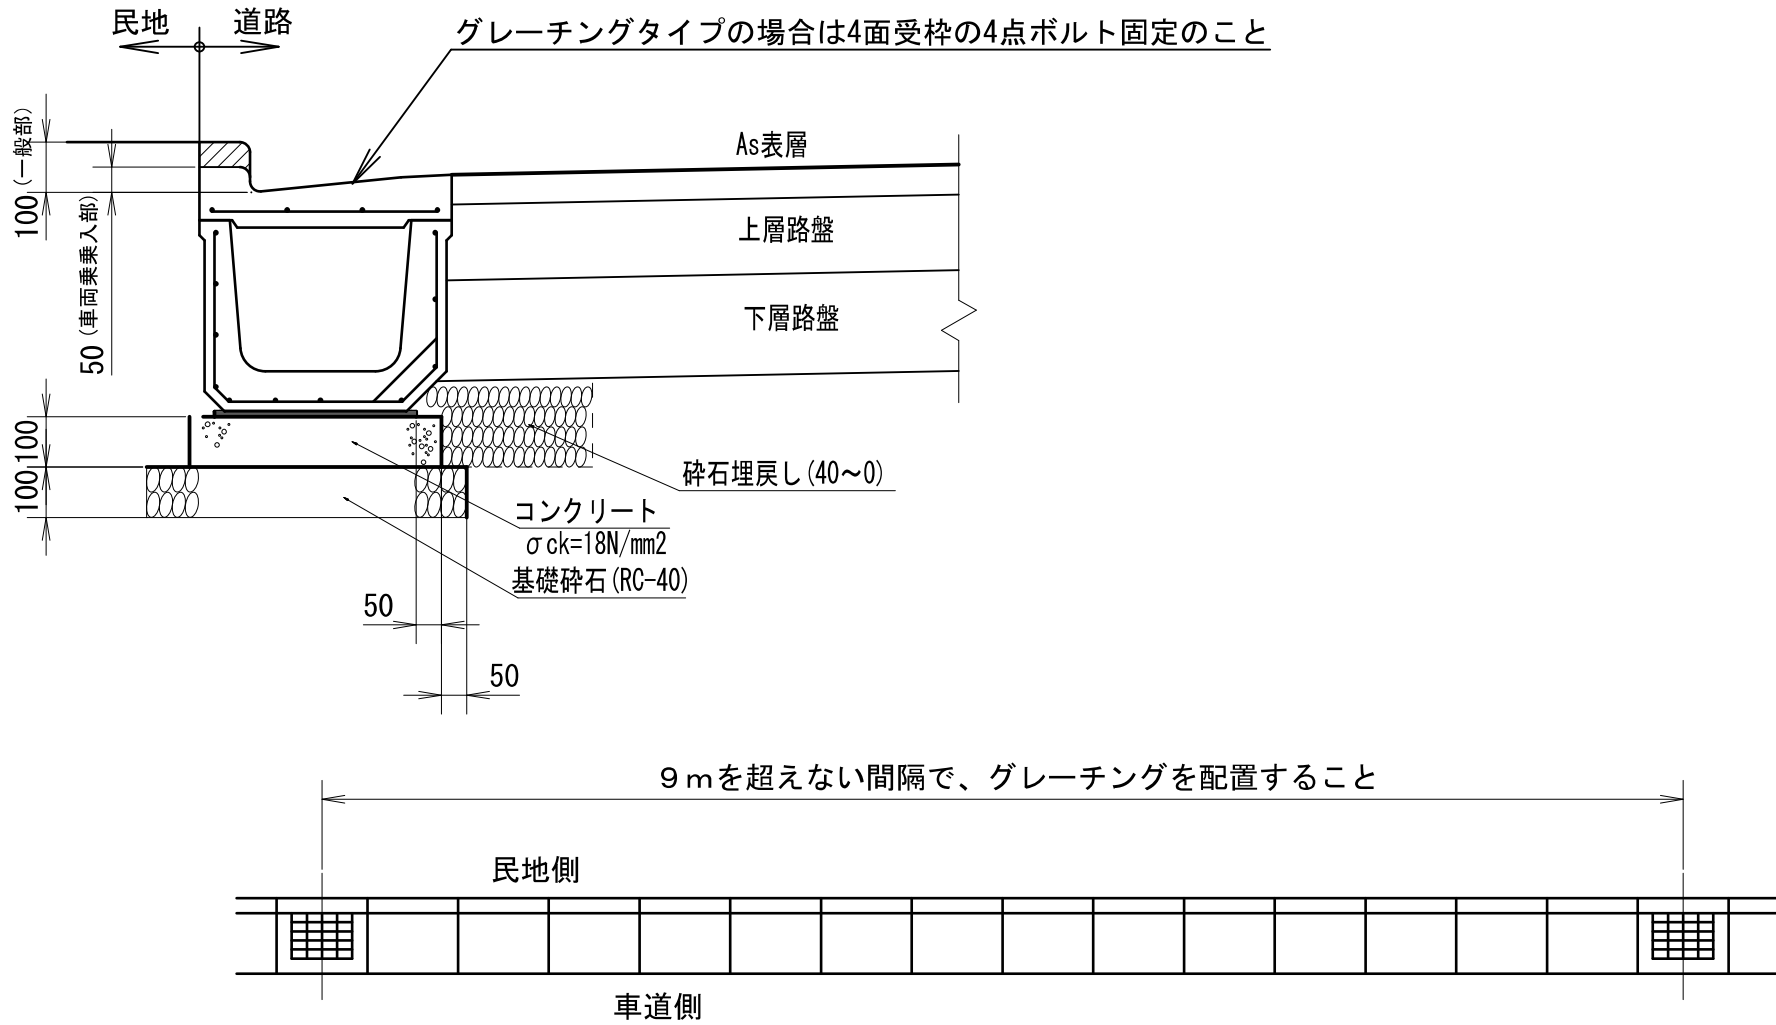 民地 道路
グレーチングタイプの場合は4面受枠の4点ボルト固定のこと
100(一般部)
50(車両乗乗入部)
As表層
上層路盤
下層路盤
100
100
砕石埋戻し(40～0)
コンクリート
σck=18N/mm2
基礎砕石(RC-40)
50
50
9ｍを超えない間隔で、グレーチングを配置すること
民地側
車道側